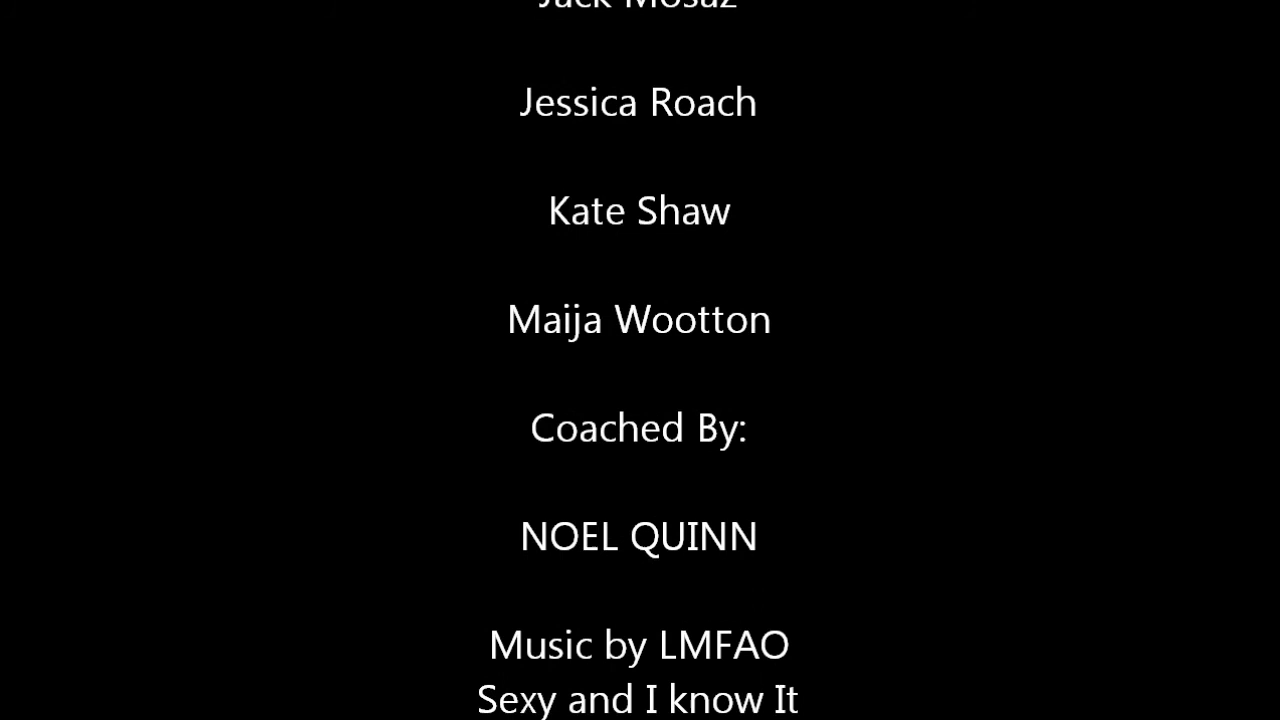 Jessica Roach
Kate Shaw
Maija Wootton
Coached By:
NOEL QUINN
Music by LMFAO
Sexy and I know It